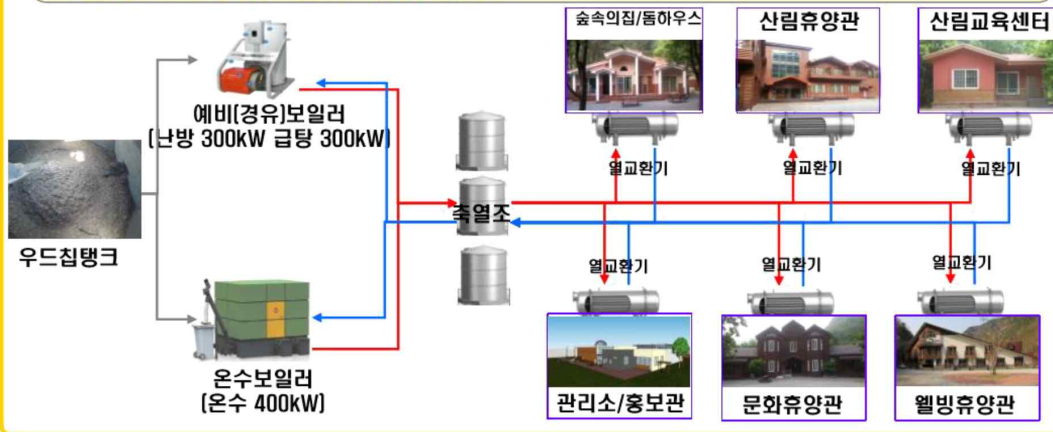 숲속의집/돔하우스
산림휴양관
산림교육센터
예비(경유)보일러
(난방 300kW 급탕 300kW)
열교환기
열교환기
열교환기
축열조
우드칩탱크
열교환기
열교환기
열교환기
온수보일러
(온수 400kW)
관리소/홍보관
문화휴양관
웰빙휴양관